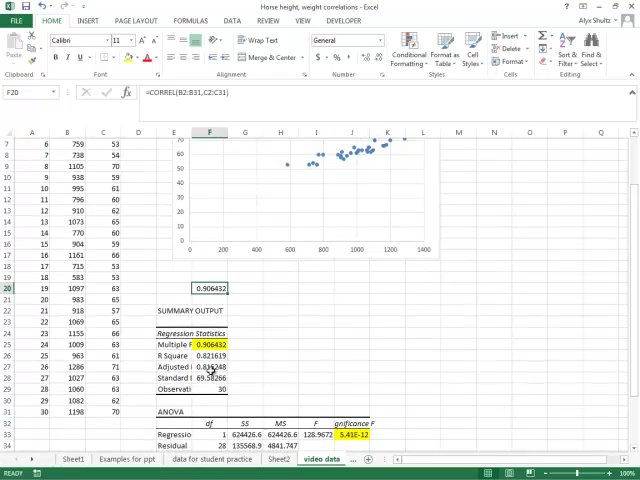 Horse height, weight correlations - Excel
FILE HOME INSERT PAGE LAYOUT FORMULAS DATA REVIEW VIEW DEVELOPER Alyx Shultz
Calibri 11 Wrap Text General Insert
Paste B I U Merge & Center $ % , Conditional Formatting Format as Table Cell Styles Delete Format
Clipboard Font Alignment Number Styles Cells Editing
F20 fx =CORREL(B2:B31,C2:C31)
A B C D E F G H I J K L M N O P Q
7 6 759 53 70
8 7 738 54 60
9 8 1105 70
10 9 938 59 50
11 10 995 61 40
12 11 796 60
13 12 910 62 30
14 13 1073 65 20
15 14 770 60
16 15 904 59 10
17 16 1161 66 0
18 17 715 53 0 200 400 600 800 1000 1200 1400
19 18 583 53
20 19 1097 63 0.906432
21 20 983 65
22 21 918 57 SUMMARY OUTPUT
23 22 1069 65
24 23 1155 66 Regression Statistics
25 24 1009 63 Multiple R 0.906432
26 25 963 61 R Square 0.821619
27 26 1286 71 Adjusted 0.815248
28 27 1027 63 Standard 69.58266
29 28 1060 63 Observati 30
30 29 1082 62
31 30 1198 70 ANOVA
32 df SS MS F gnificance F
33 Regressio 1 624426.6 624426.6 128.9672 5.41E-12
34 Residual 28 135568.9 4841.747
Sheet1 Examples for ppt data for student practice Sheet2 video data ...
READY 100%